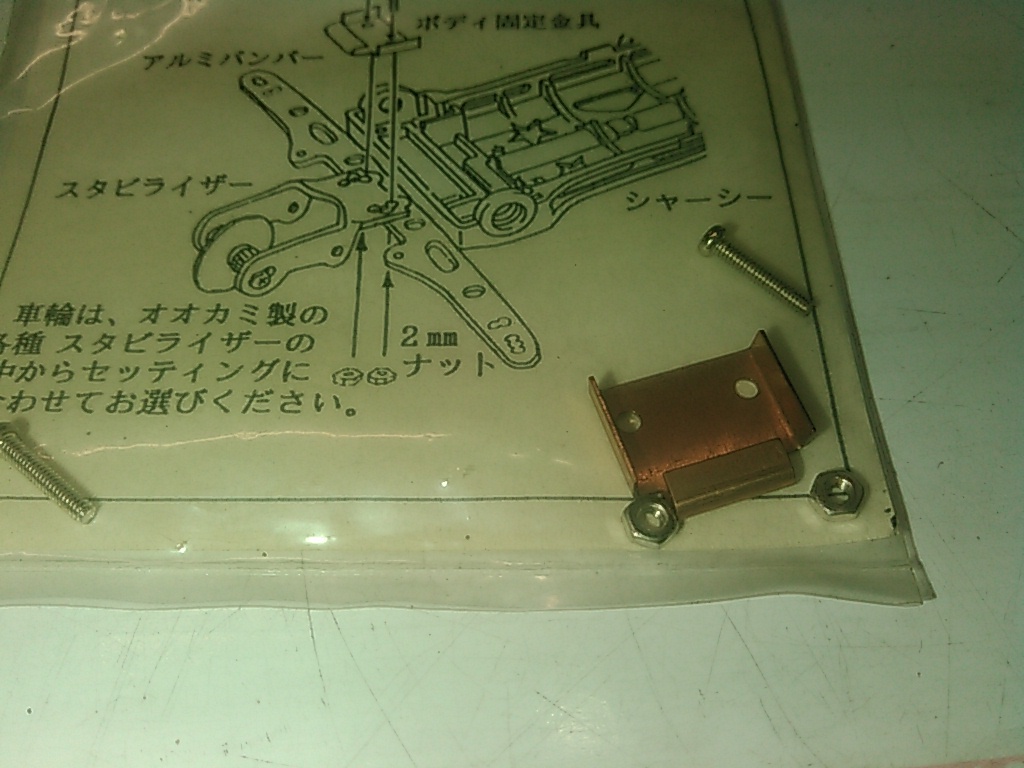 ボディ固定金具
アルミバンパー
スタビライザー
シャーシー
車輪は、オオカミ製の
各種 スタビライザーの
中からセッティングに
合わせてお選びください。
2mm
ナット